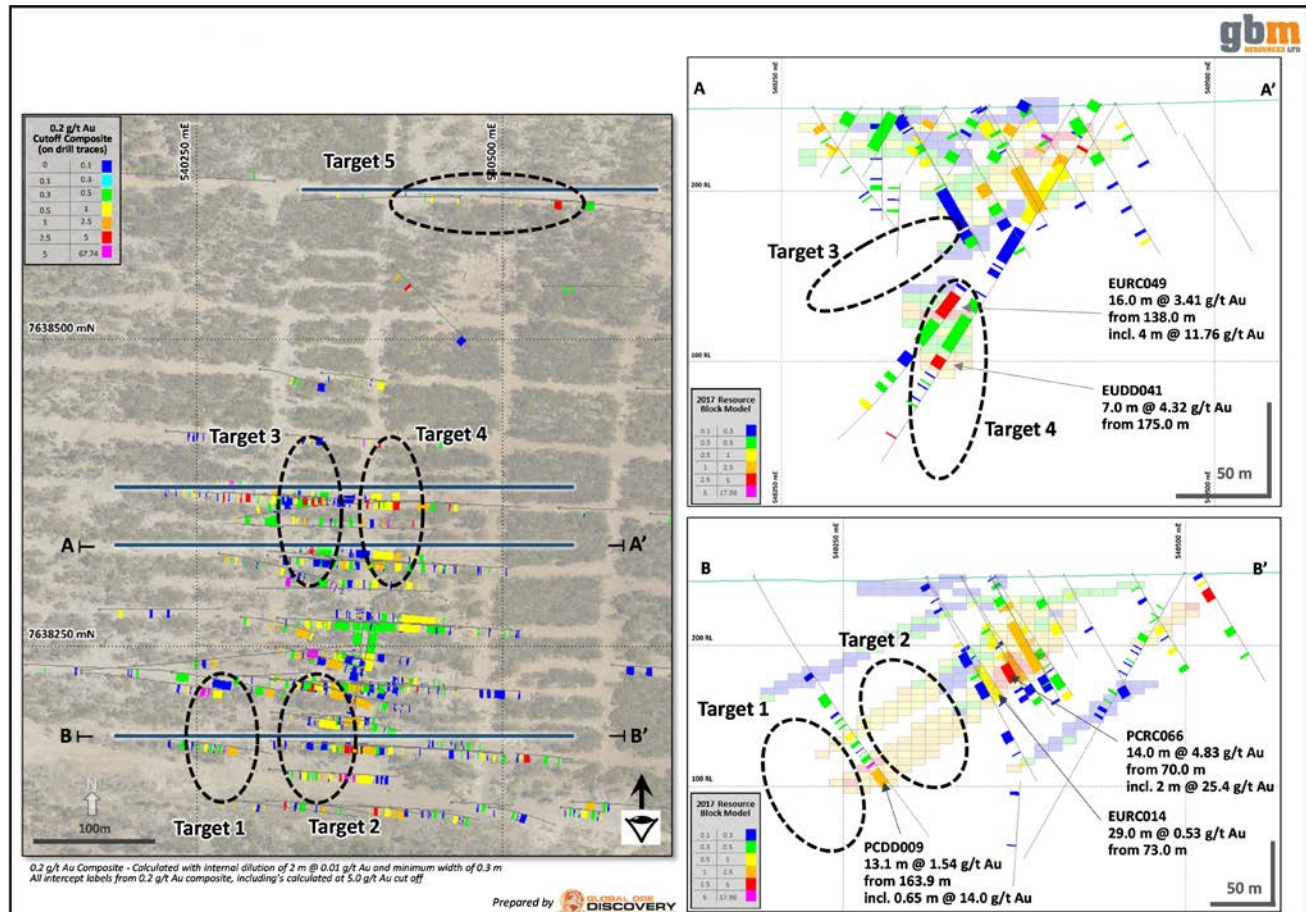 gbm
RESOURCES LTD
0.2 g/t Au
Cutoff Composite
(on drill traces)
0 0.1
0.1 0.3
0.3 0.5
0.5 1
1 2.5
2.5 5
5 67.74
540250 mE
540500 mE
Target 5
7638500 mN
Target 3
Target 4
A
A'
7638250 mN
B
B'
Target 1
Target 2
N
100m
0.2 g/t Au Composite - Calculated with internal dilution of 2 m @ 0.01 g/t Au and minimum width of 0.3 m
All intercept labels from 0.2 g/t Au composite, including's calculated at 5.0 g/t Au cut off
Prepared by GLOBAL ORE
DISCOVERY
A
540250 mE
540500 mE
A'
200 RL
Target 3
EURC049
16.0 m @ 3.41 g/t Au
from 138.0 m
incl. 4 m @ 11.76 g/t Au
100 RL
EUDD041
7.0 m @ 4.32 g/t Au
from 175.0 m
Target 4
2017 Resource
Block Model
0.1 0.3
0.3 0.5
0.5 1
1 2.5
2.5 5
5 17.98
540250 mE
540500 mE
50 m
B
540250 mE
540500 mE
B'
200 RL
Target 2
Target 1
100 RL
PCRC066
14.0 m @ 4.83 g/t Au
from 70.0 m
incl. 2 m @ 25.4 g/t Au
EURC014
29.0 m @ 0.53 g/t Au
from 73.0 m
PCDD009
13.1 m @ 1.54 g/t Au
from 163.9 m
incl. 0.65 m @ 14.0 g/t Au
2017 Resource
Block Model
0.1 0.3
0.3 0.5
0.5 1
1 2.5
2.5 5
5 17.98
50 m